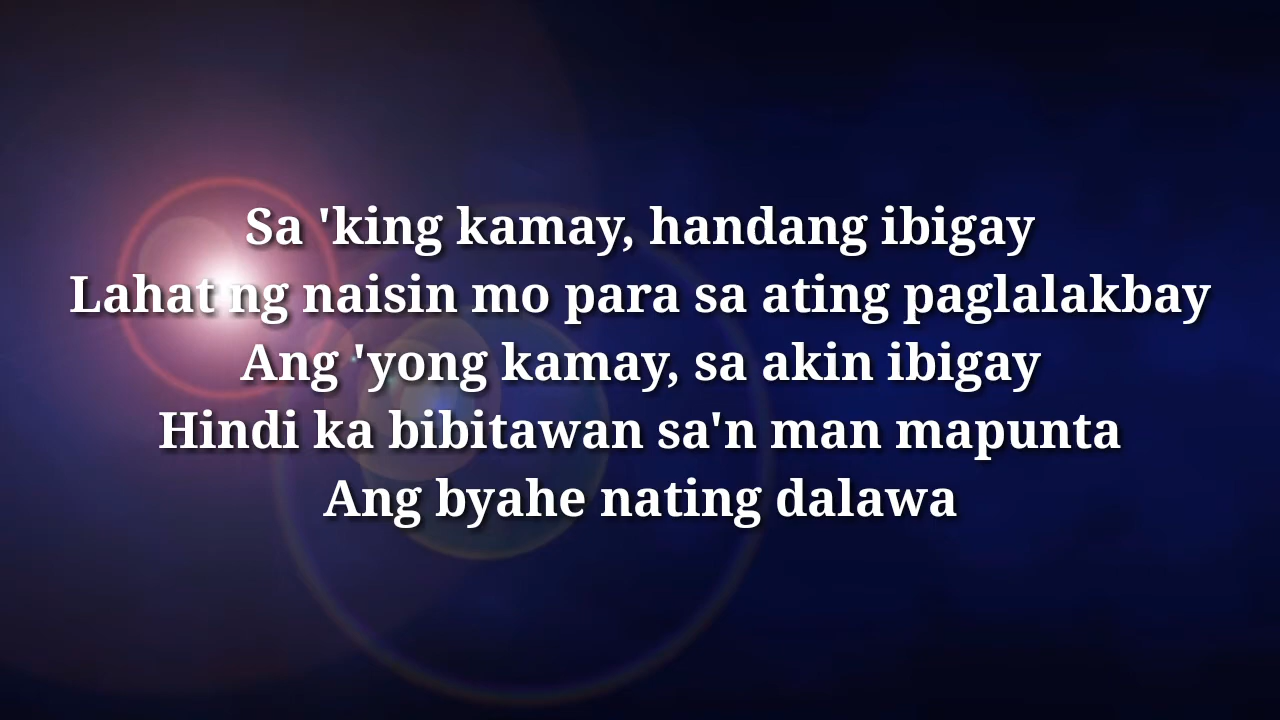 Sa 'king kamay, handang ibigay
Lahat ng naisin mo para sa ating paglalakbay
Ang 'yong kamay, sa akin ibigay
Hindi ka bibitawan sa'n man mapunta
Ang byahe nating dalawa